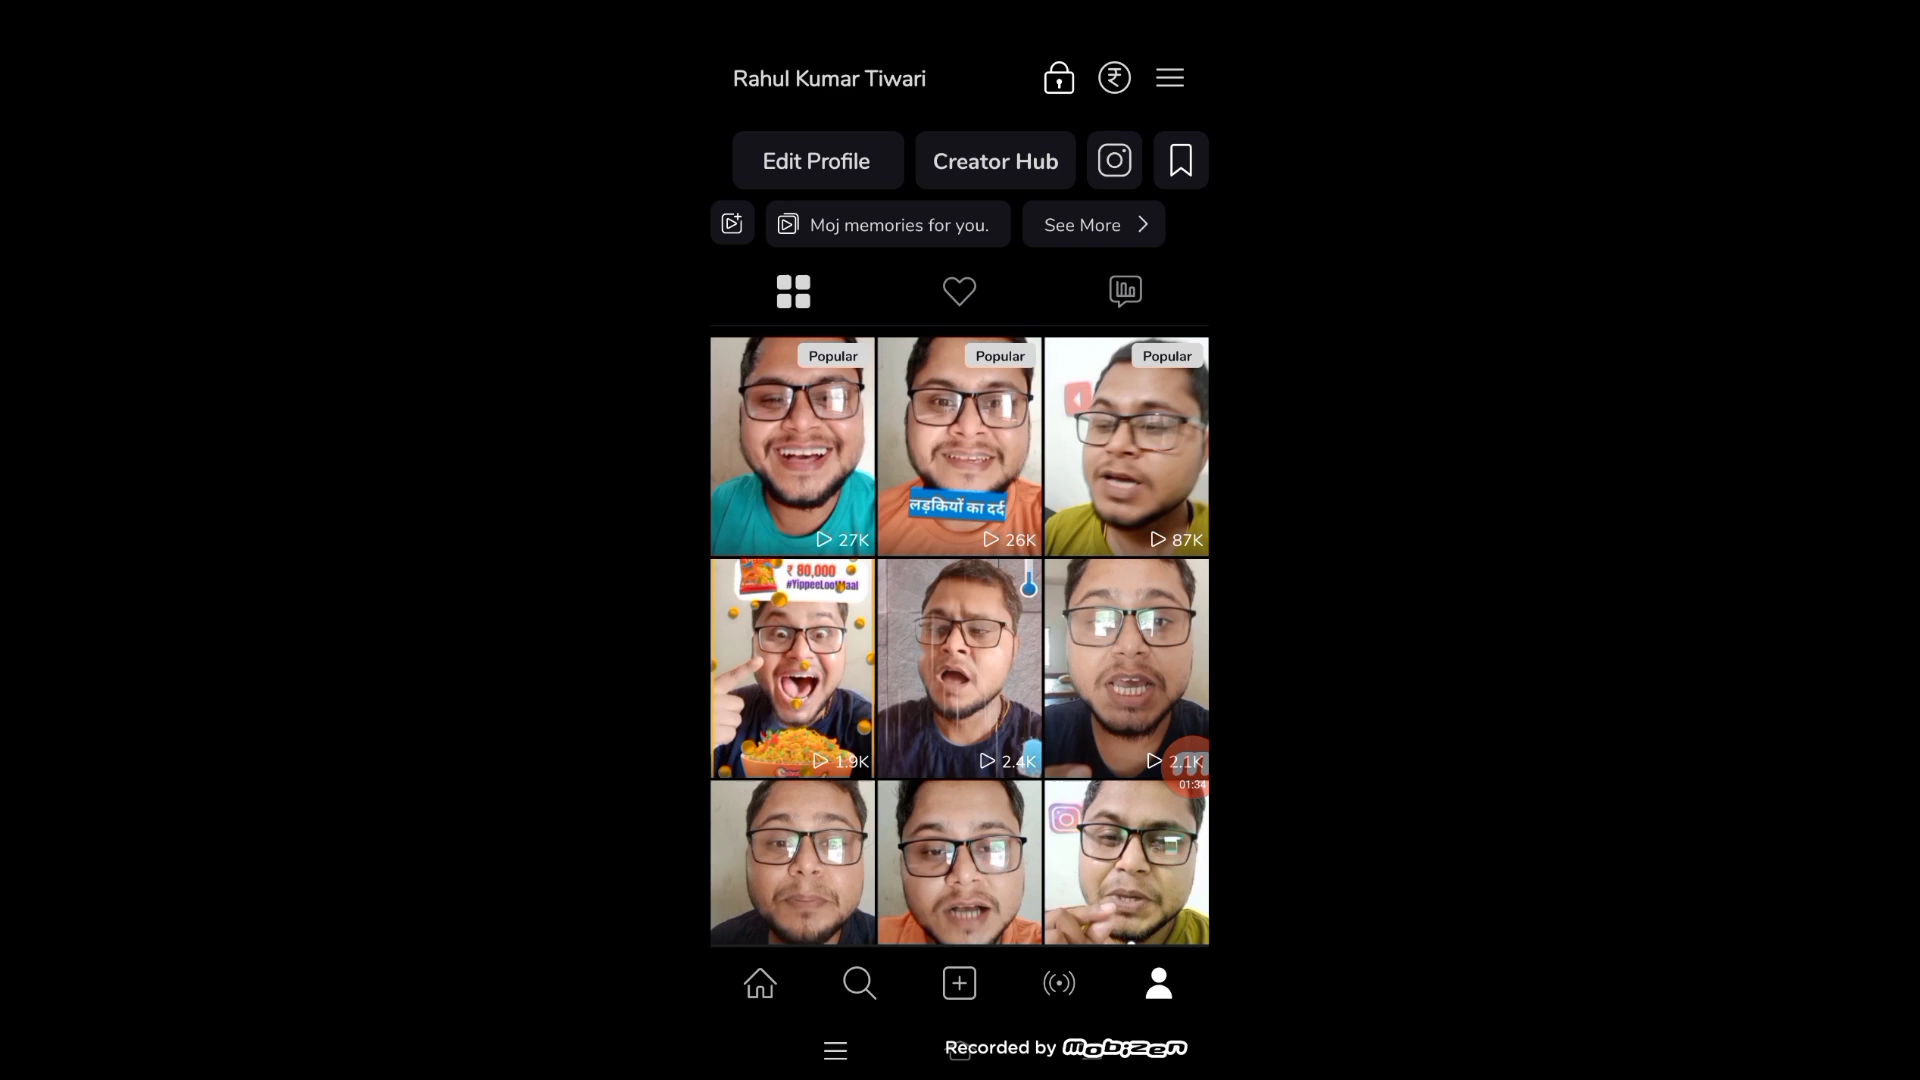 Rahul Kumar Tiwari
Edit Profile
Creator Hub
Moj memories for you.
See More
Popular
Popular
Popular
लड़कियों का दर्द
27K
26K
87K
₹ 80,000
#YippeeLootMaal
1.9K
2.4K
2.1K
01:34
Recorded by mobizen